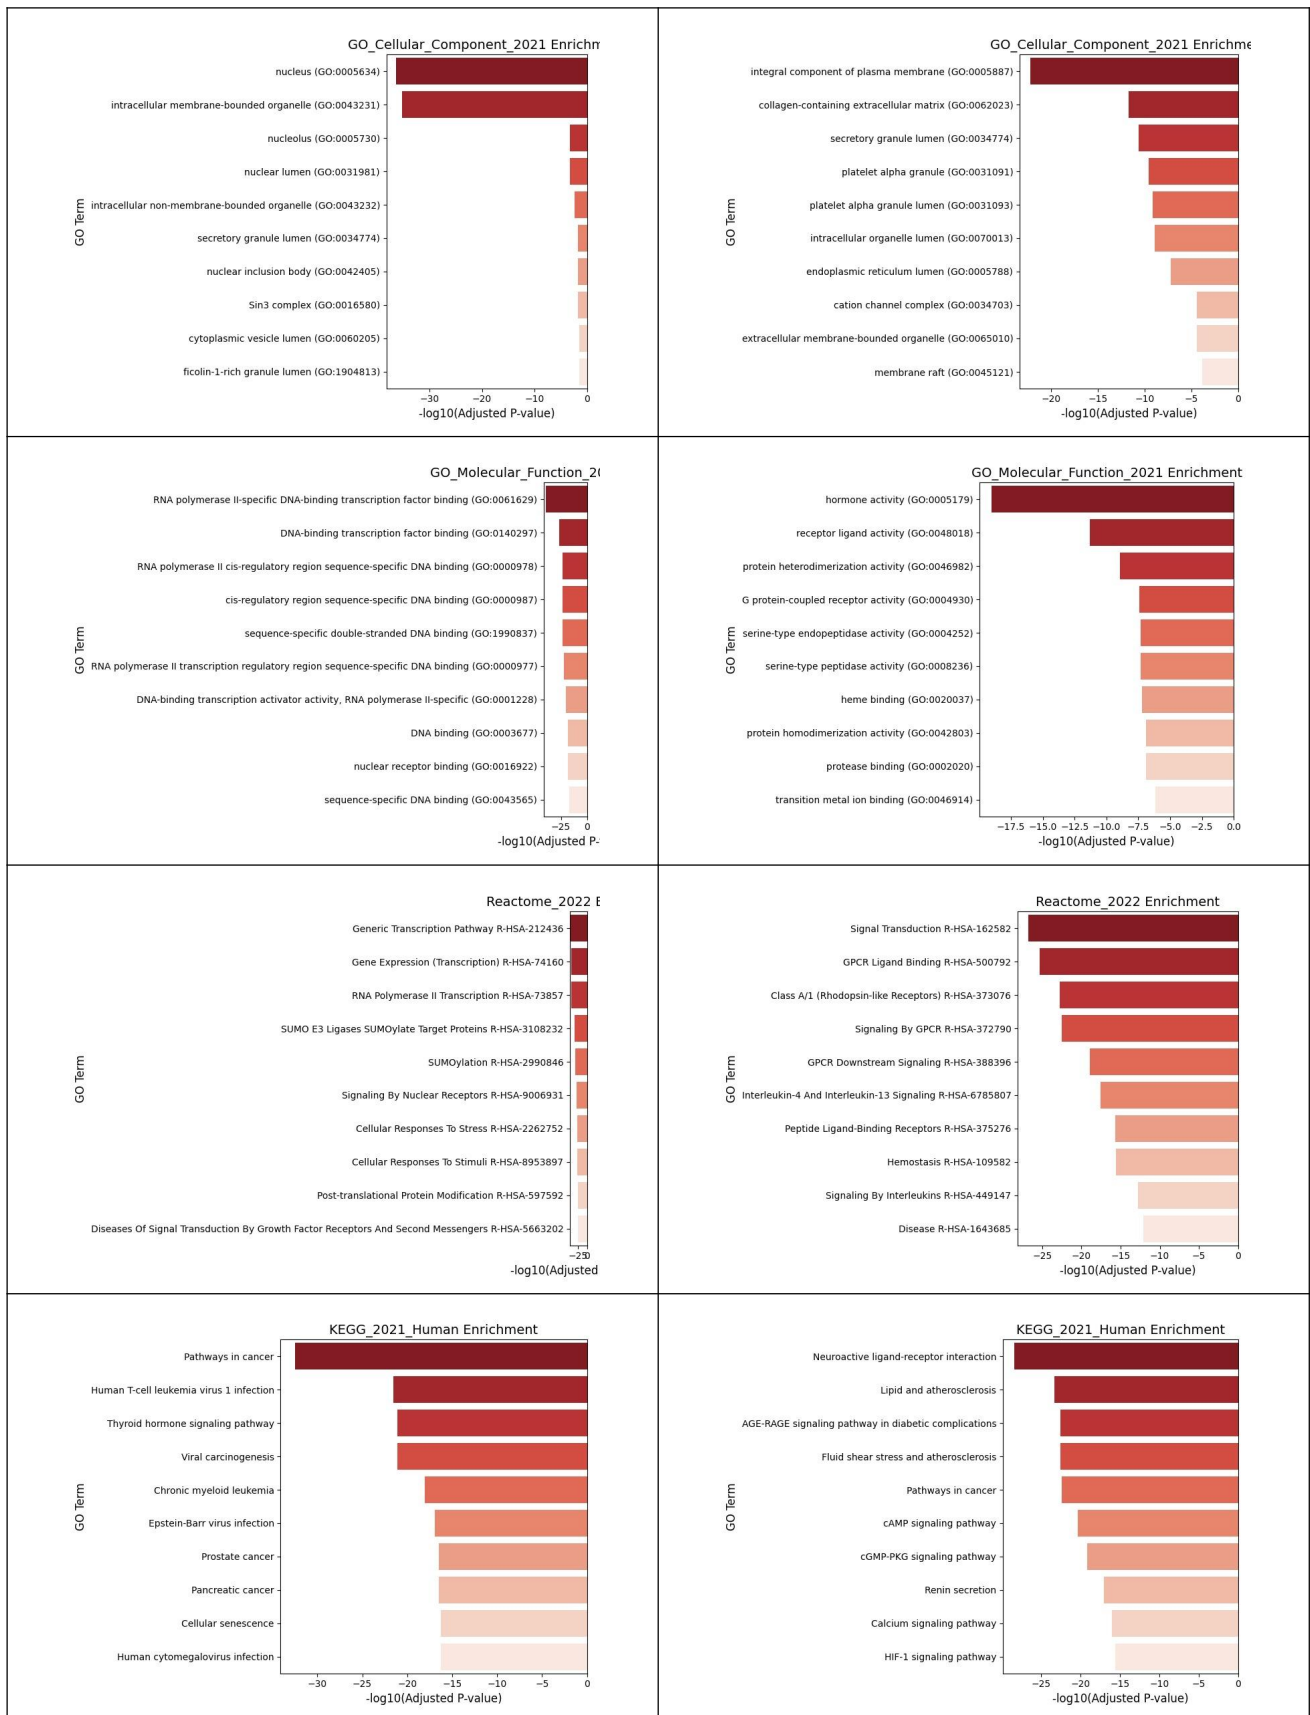 GO_Cellular_Component_2021 Enrichm
GO Term
nucleus (GO:0005634)
intracellular membrane-bounded organelle (GO:0043231)
nucleolus (GO:0005730)
nuclear lumen (GO:0031981)
intracellular non-membrane-bounded organelle (GO:0043232)
secretory granule lumen (GO:0034774)
nuclear inclusion body (GO:0042405)
Sin3 complex (GO:0016580)
cytoplasmic vesicle lumen (GO:0060205)
ficolin-1-rich granule lumen (GO:1904813)
−30 −20 −10 0
-log10(Adjusted P-value)
GO_Cellular_Component_2021 Enrichme
GO Term
integral component of plasma membrane (GO:0005887)
collagen-containing extracellular matrix (GO:0062023)
secretory granule lumen (GO:0034774)
platelet alpha granule (GO:0031091)
platelet alpha granule lumen (GO:0031093)
intracellular organelle lumen (GO:0070013)
endoplasmic reticulum lumen (GO:0005788)
cation channel complex (GO:0034703)
extracellular membrane-bounded organelle (GO:0065010)
membrane raft (GO:0045121)
−20 −15 −10 −5 0
-log10(Adjusted P-value)
GO_Molecular_Function_20
GO Term
RNA polymerase II-specific DNA-binding transcription factor binding (GO:0061629)
DNA-binding transcription factor binding (GO:0140297)
RNA polymerase II cis-regulatory region sequence-specific DNA binding (GO:0000978)
cis-regulatory region sequence-specific DNA binding (GO:0000987)
sequence-specific double-stranded DNA binding (GO:1990837)
RNA polymerase II transcription regulatory region sequence-specific DNA binding (GO:0000977)
DNA-binding transcription activator activity, RNA polymerase II-specific (GO:0001228)
DNA binding (GO:0003677)
nuclear receptor binding (GO:0016922)
sequence-specific DNA binding (GO:0043565)
−25 0
-log10(Adjusted P-
GO_Molecular_Function_2021 Enrichment
GO Term
hormone activity (GO:0005179)
receptor ligand activity (GO:0048018)
protein heterodimerization activity (GO:0046982)
G protein-coupled receptor activity (GO:0004930)
serine-type endopeptidase activity (GO:0004252)
serine-type peptidase activity (GO:0008236)
heme binding (GO:0020037)
protein homodimerization activity (GO:0042803)
protease binding (GO:0002020)
transition metal ion binding (GO:0046914)
−17.5 −15.0 −12.5 −10.0 −7.5 −5.0 −2.5 0.0
-log10(Adjusted P-value)
Reactome_2022 E
GO Term
Generic Transcription Pathway R-HSA-212436
Gene Expression (Transcription) R-HSA-74160
RNA Polymerase II Transcription R-HSA-73857
SUMO E3 Ligases SUMOylate Target Proteins R-HSA-3108232
SUMOylation R-HSA-2990846
Signaling By Nuclear Receptors R-HSA-9006931
Cellular Responses To Stress R-HSA-2262752
Cellular Responses To Stimuli R-HSA-8953897
Post-translational Protein Modification R-HSA-597592
Diseases Of Signal Transduction By Growth Factor Receptors And Second Messengers R-HSA-5663202
−25 0
-log10(Adjusted
Reactome_2022 Enrichment
GO Term
Signal Transduction R-HSA-162582
GPCR Ligand Binding R-HSA-500792
Class A/1 (Rhodopsin-like Receptors) R-HSA-373076
Signaling By GPCR R-HSA-372790
GPCR Downstream Signaling R-HSA-388396
Interleukin-4 And Interleukin-13 Signaling R-HSA-6785807
Peptide Ligand-Binding Receptors R-HSA-375276
Hemostasis R-HSA-109582
Signaling By Interleukins R-HSA-449147
Disease R-HSA-1643685
−25 −20 −15 −10 −5 0
-log10(Adjusted P-value)
KEGG_2021_Human Enrichment
GO Term
Pathways in cancer
Human T-cell leukemia virus 1 infection
Thyroid hormone signaling pathway
Viral carcinogenesis
Chronic myeloid leukemia
Epstein-Barr virus infection
Prostate cancer
Pancreatic cancer
Cellular senescence
Human cytomegalovirus infection
−30 −25 −20 −15 −10 −5 0
-log10(Adjusted P-value)
KEGG_2021_Human Enrichment
GO Term
Neuroactive ligand-receptor interaction
Lipid and atherosclerosis
AGE-RAGE signaling pathway in diabetic complications
Fluid shear stress and atherosclerosis
Pathways in cancer
cAMP signaling pathway
cGMP-PKG signaling pathway
Renin secretion
Calcium signaling pathway
HIF-1 signaling pathway
−25 −20 −15 −10 −5 0
-log10(Adjusted P-value)